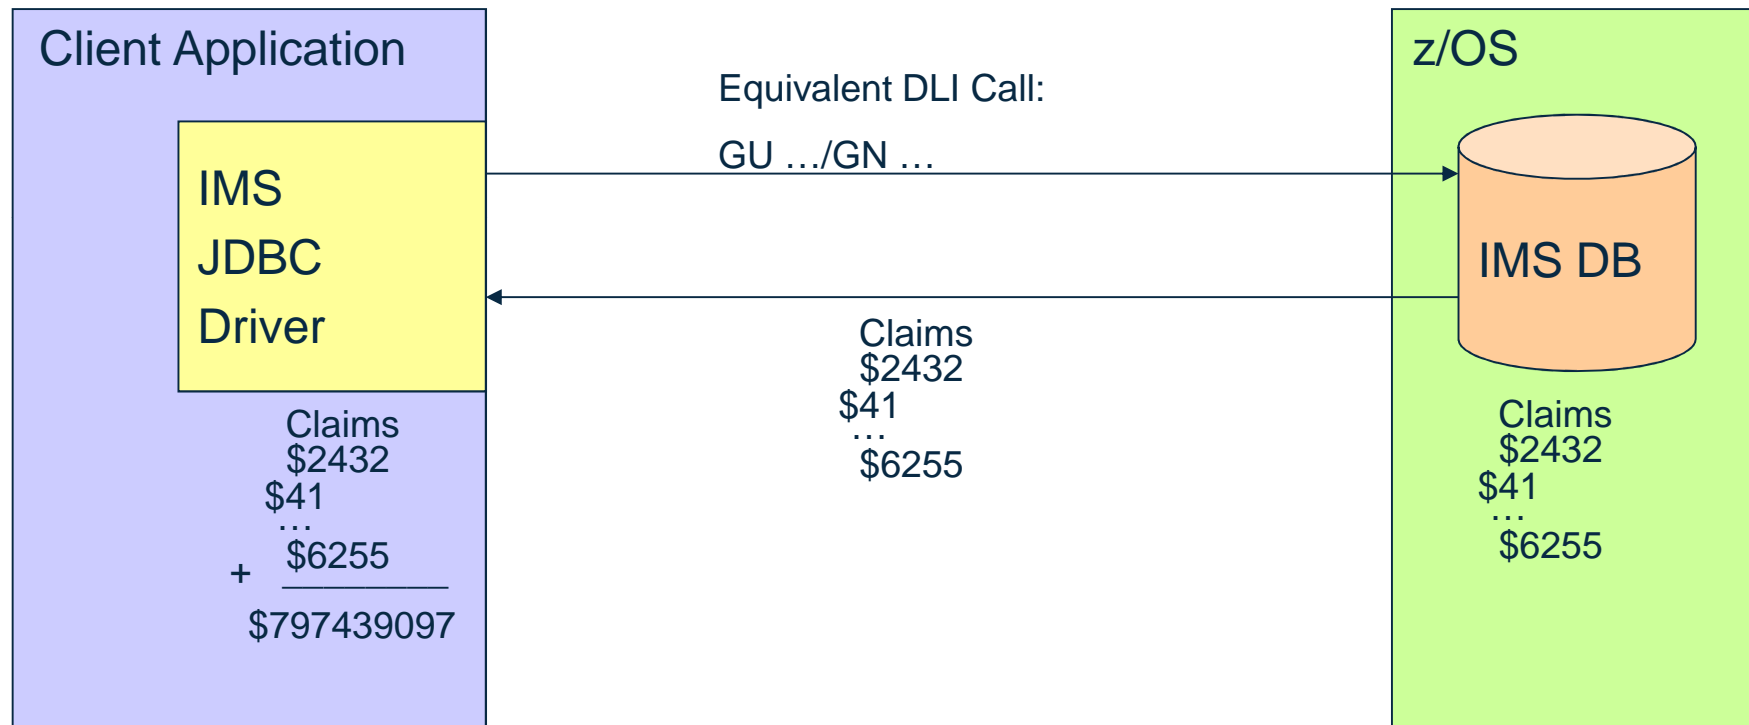 Client Application
IMS
JDBC
Driver
Claims
$2432
$41
…
$6255
+
$797439097
Equivalent DLI Call:
GU …/GN …
Claims
$2432
$41
…
$6255
z/OS
IMS DB
Claims
$2432
$41
…
$6255